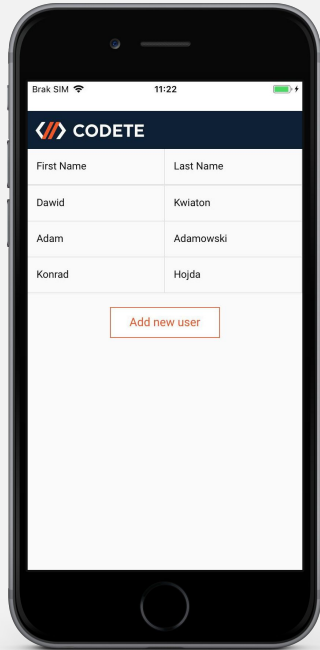 Brak SIM 11:22
CODETE
First Name Last Name
Dawid Kwiaton
Adam Adamowski
Konrad Hojda
Add new user